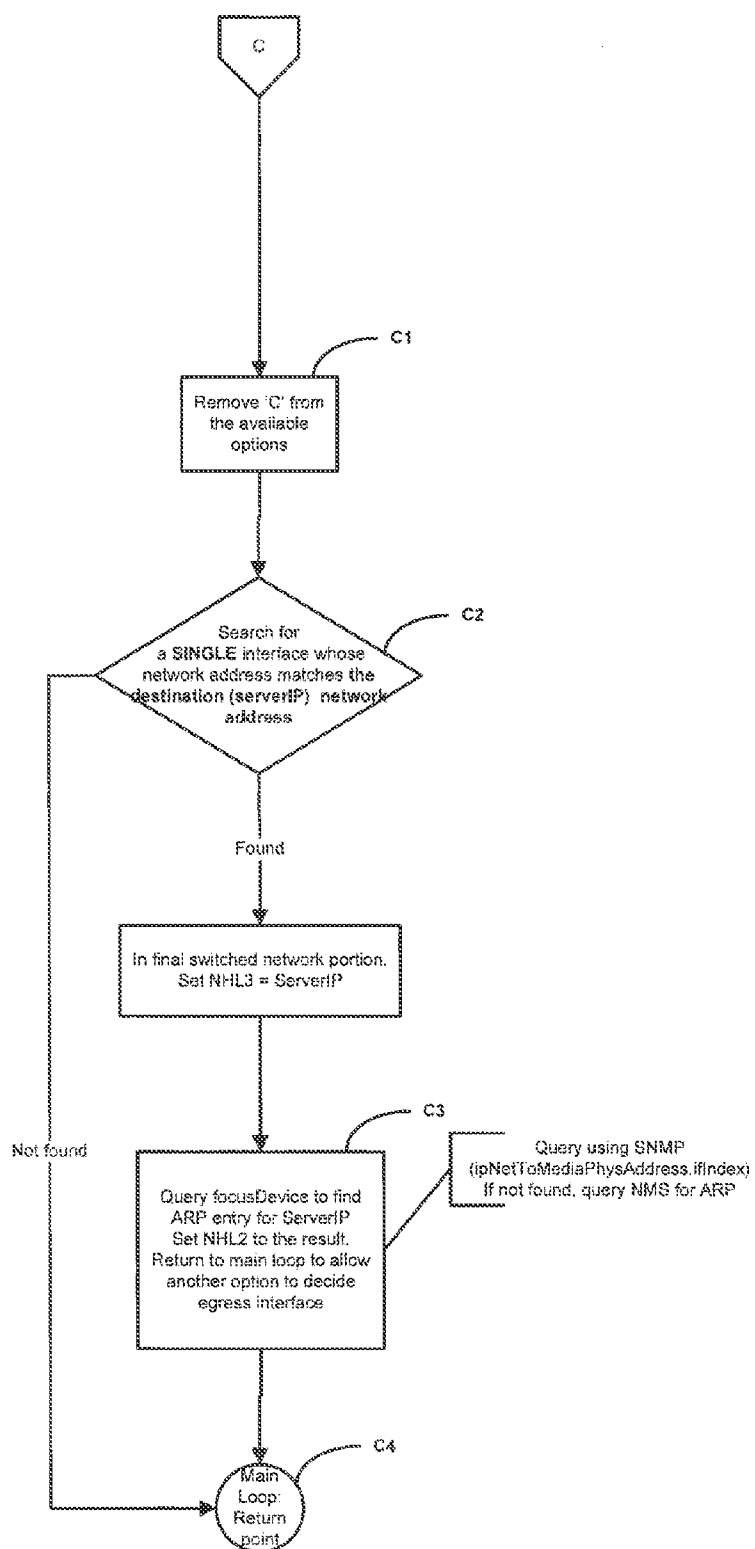 C
C1
Remove 'C' from
the available
options
C2
Search for
a SINGLE interface whose
network address matches the
destination (serverIP) network
address
Found
In final switched network portion.
Set NHL3 = ServerIP
Not found
C3
Query focusDevice to find
ARP entry for ServerIP
Set NHL2 to the result.
Return to main loop to allow
another option to decide
egress interface
Query using SNMP
(ipNetToMediaPhysAddress.ifIndex)
If not found, query NMS for ARP
C4
Main
Loop:
Return
point